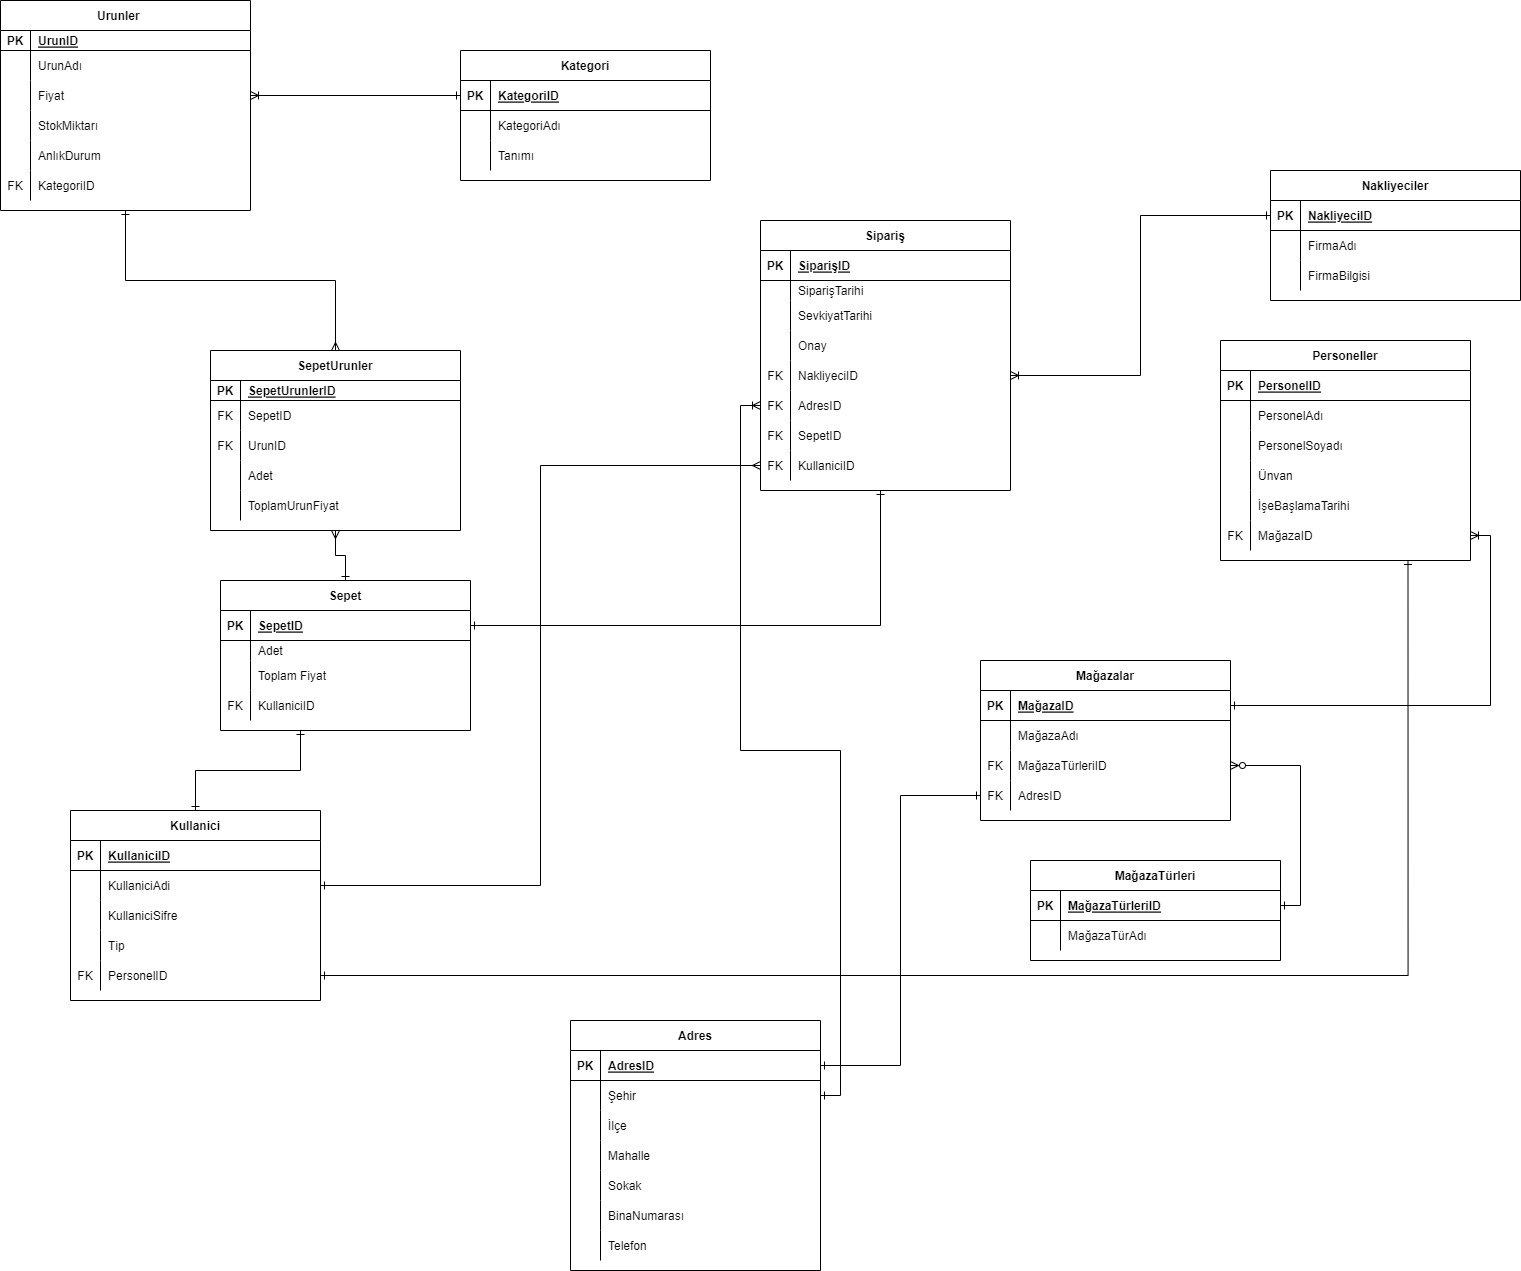 Urunler
PK UrunID
UrunAdı
Fiyat
StokMiktarı
AnlıkDurum
FK KategoriID
Kategori
PK KategoriID
KategoriAdı
Tanımı
Nakliyeciler
PK NakliyeciID
FirmaAdı
FirmaBilgisi
Sipariş
PK SiparişID
SiparişTarihi
SevkiyatTarihi
Onay
FK NakliyeciID
FK AdresID
FK SepetID
FK KullaniciID
Personeller
PK PersonelID
PersonelAdı
PersonelSoyadı
Ünvan
İşeBaşlamaTarihi
FK MağazaID
SepetUrunler
PK SepetUrunlerID
FK SepetID
FK UrunID
Adet
ToplamUrunFiyat
Sepet
PK SepetID
Adet
Toplam Fiyat
FK KullaniciID
Mağazalar
PK MağazaID
MağazaAdı
FK MağazaTürleriID
FK AdresID
Kullanici
PK KullaniciID
KullaniciAdi
KullaniciSifre
Tip
FK PersonelID
MağazaTürleri
PK MağazaTürleriID
MağazaTürAdı
Adres
PK AdresID
Şehir
İlçe
Mahalle
Sokak
BinaNumarası
Telefon